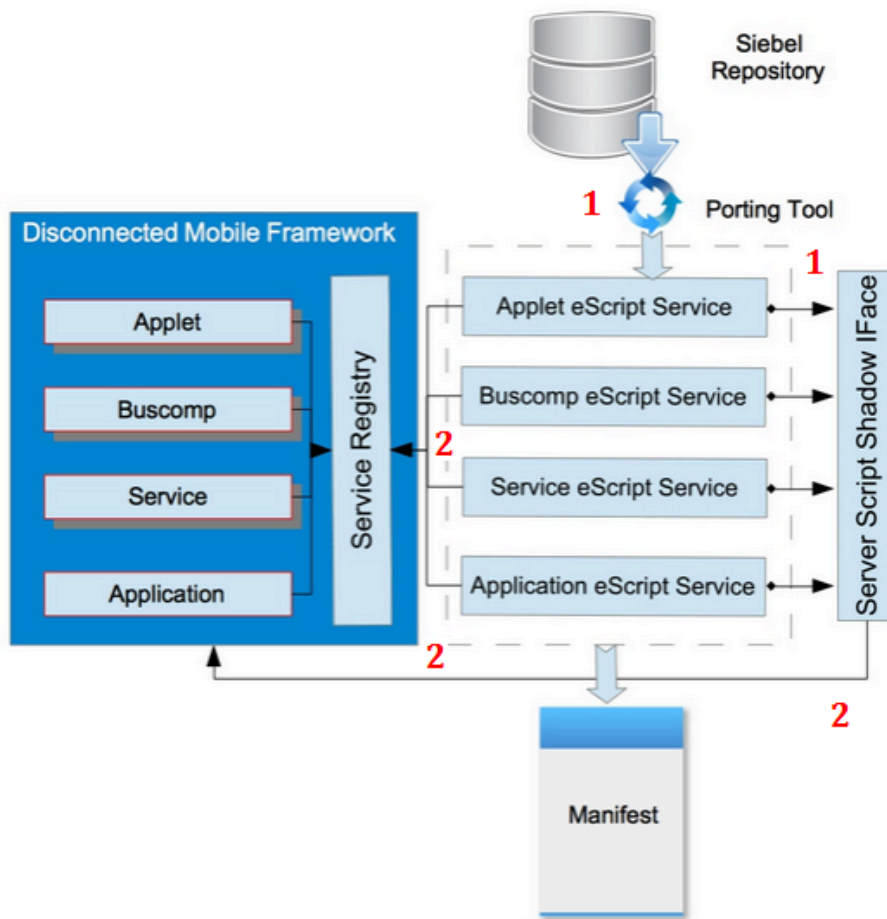 Siebel
Repository
1
Porting Tool
Disconnected Mobile Framework
1
Applet
Buscomp
Service
Application
Service Registry
2
Applet eScript Service
Buscomp eScript Service
Service eScript Service
Application eScript Service
Server Script Shadow IFace
2
2
Manifest